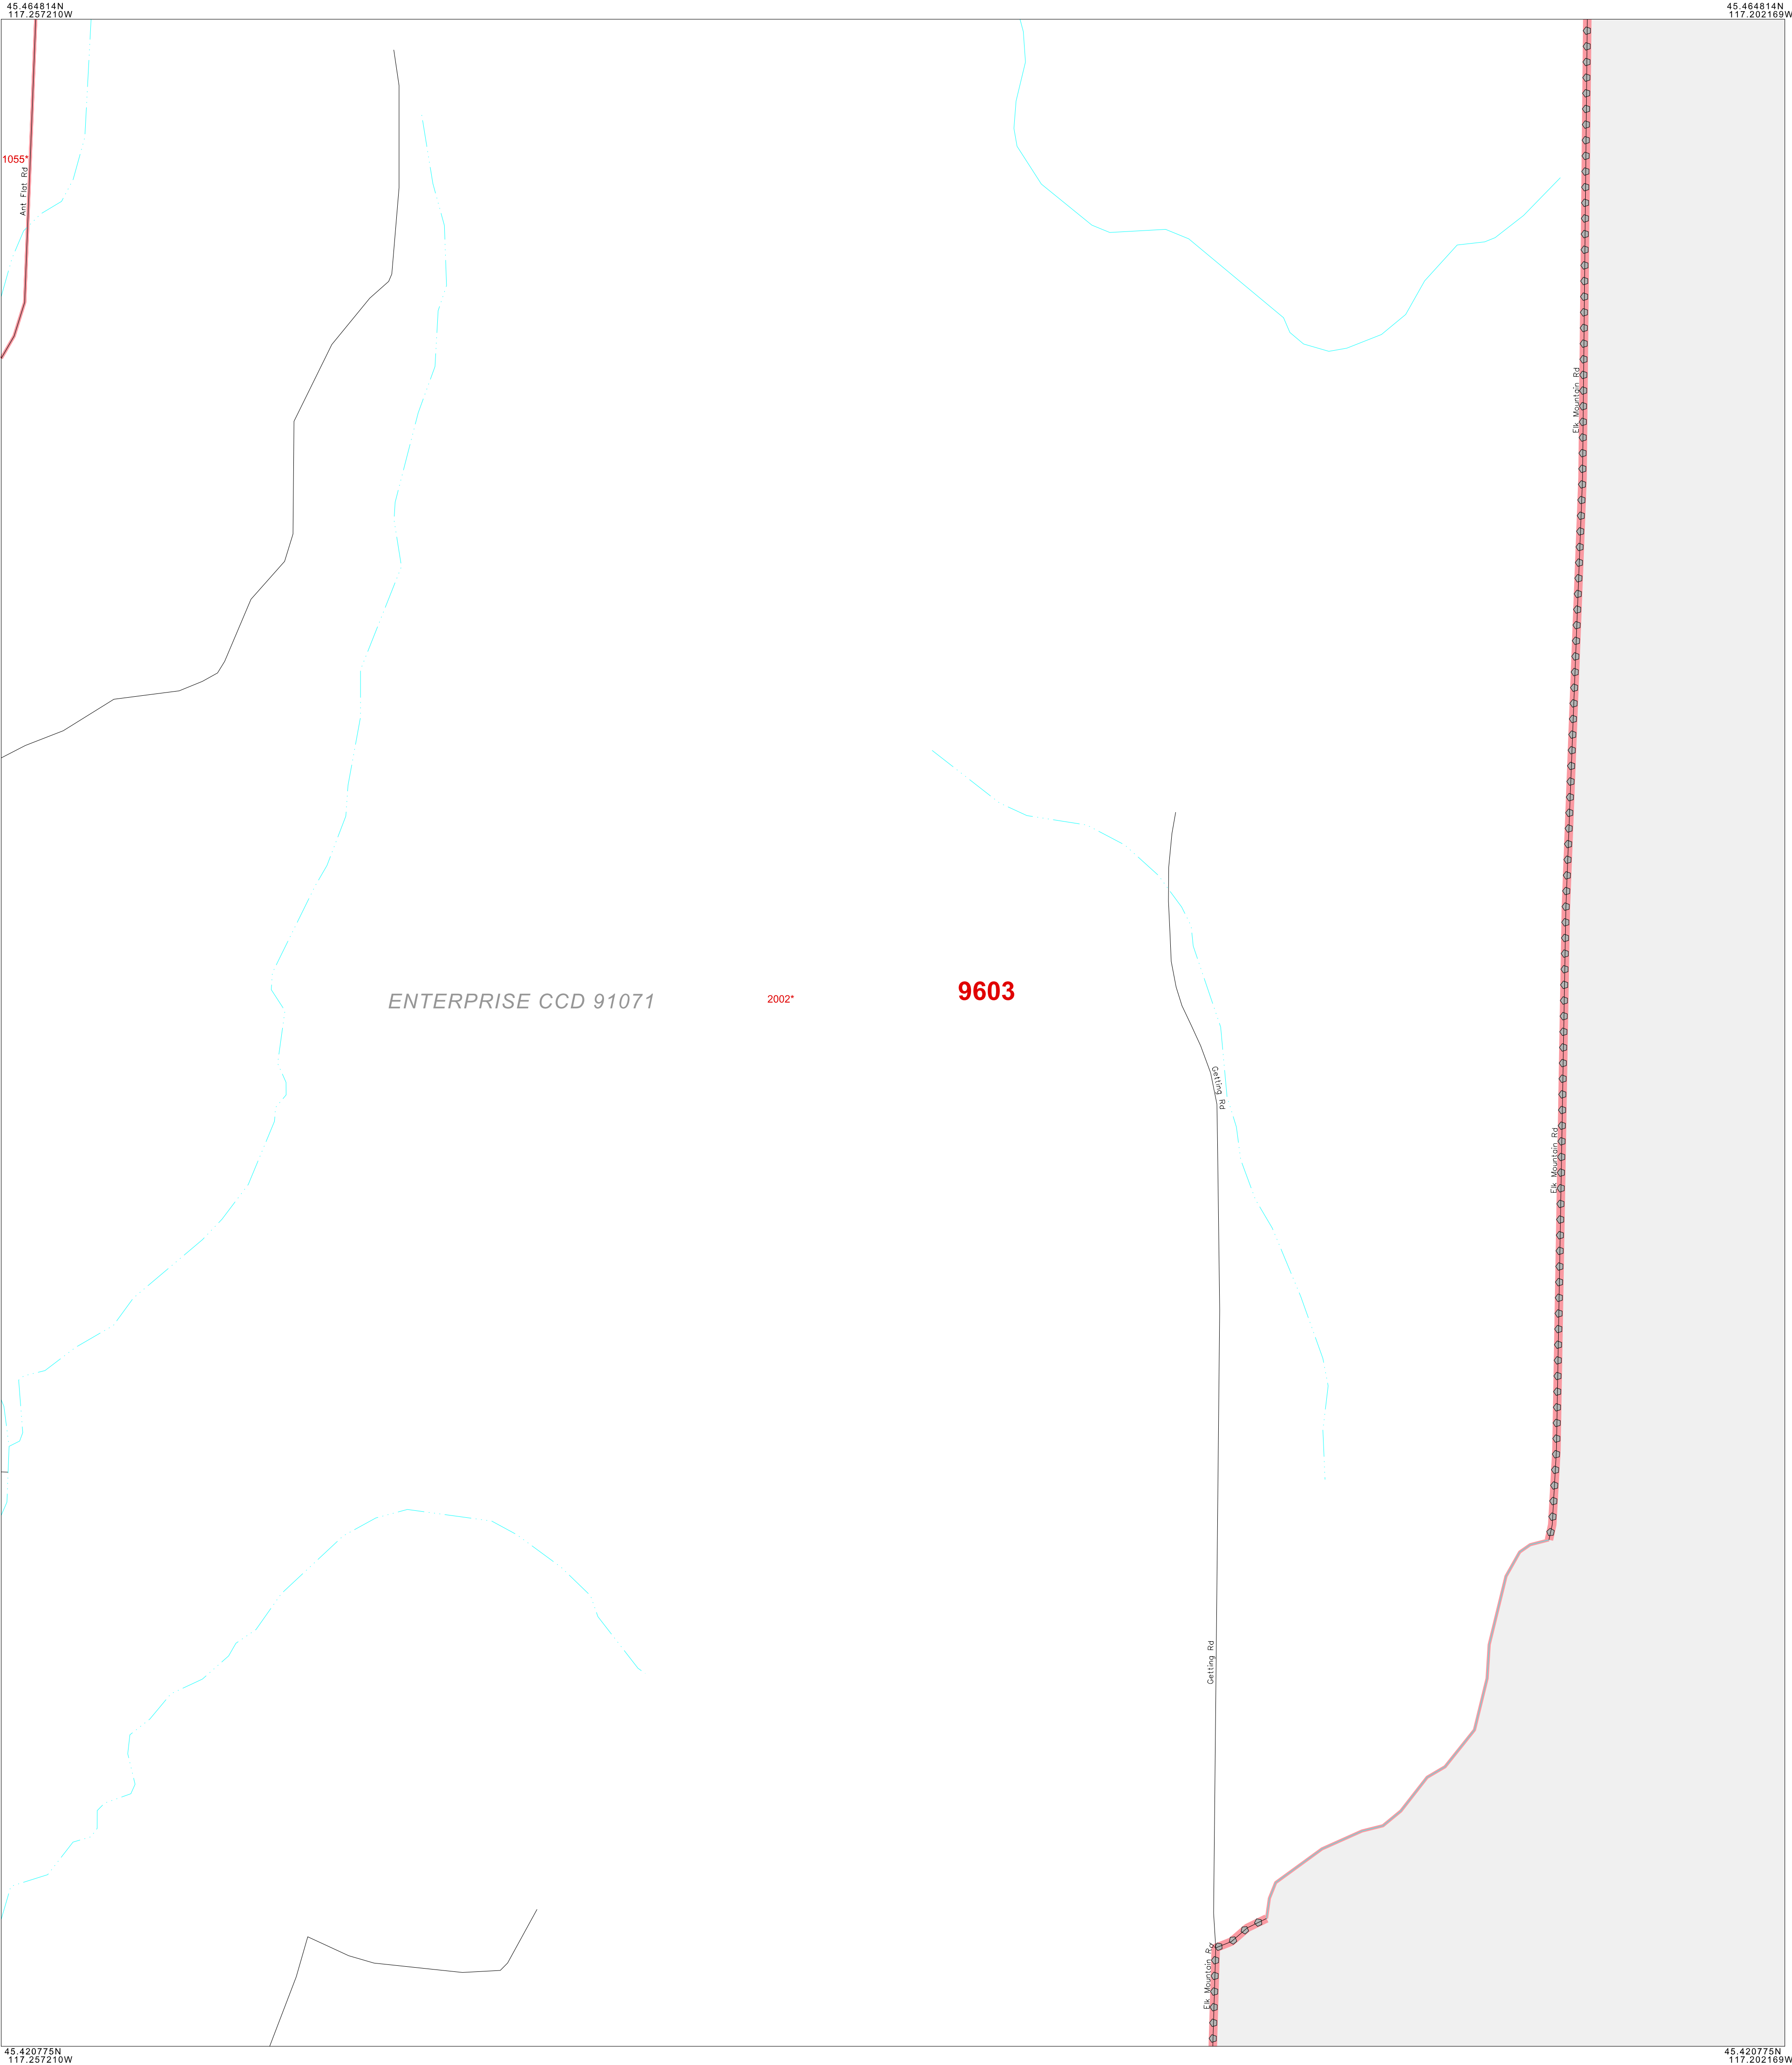 45.464814N
117.257210W
45.464814N
117.202169W
1055*
Ant Flat Rd
Elk Mountain Rd
ENTERPRISE CCD 91071
2002*
9603
Getting Rd
Elk Mountain Rd
Getting Rd
Elk Mountain Rd
45.420775N
117.257210W
45.420775N
117.202169W